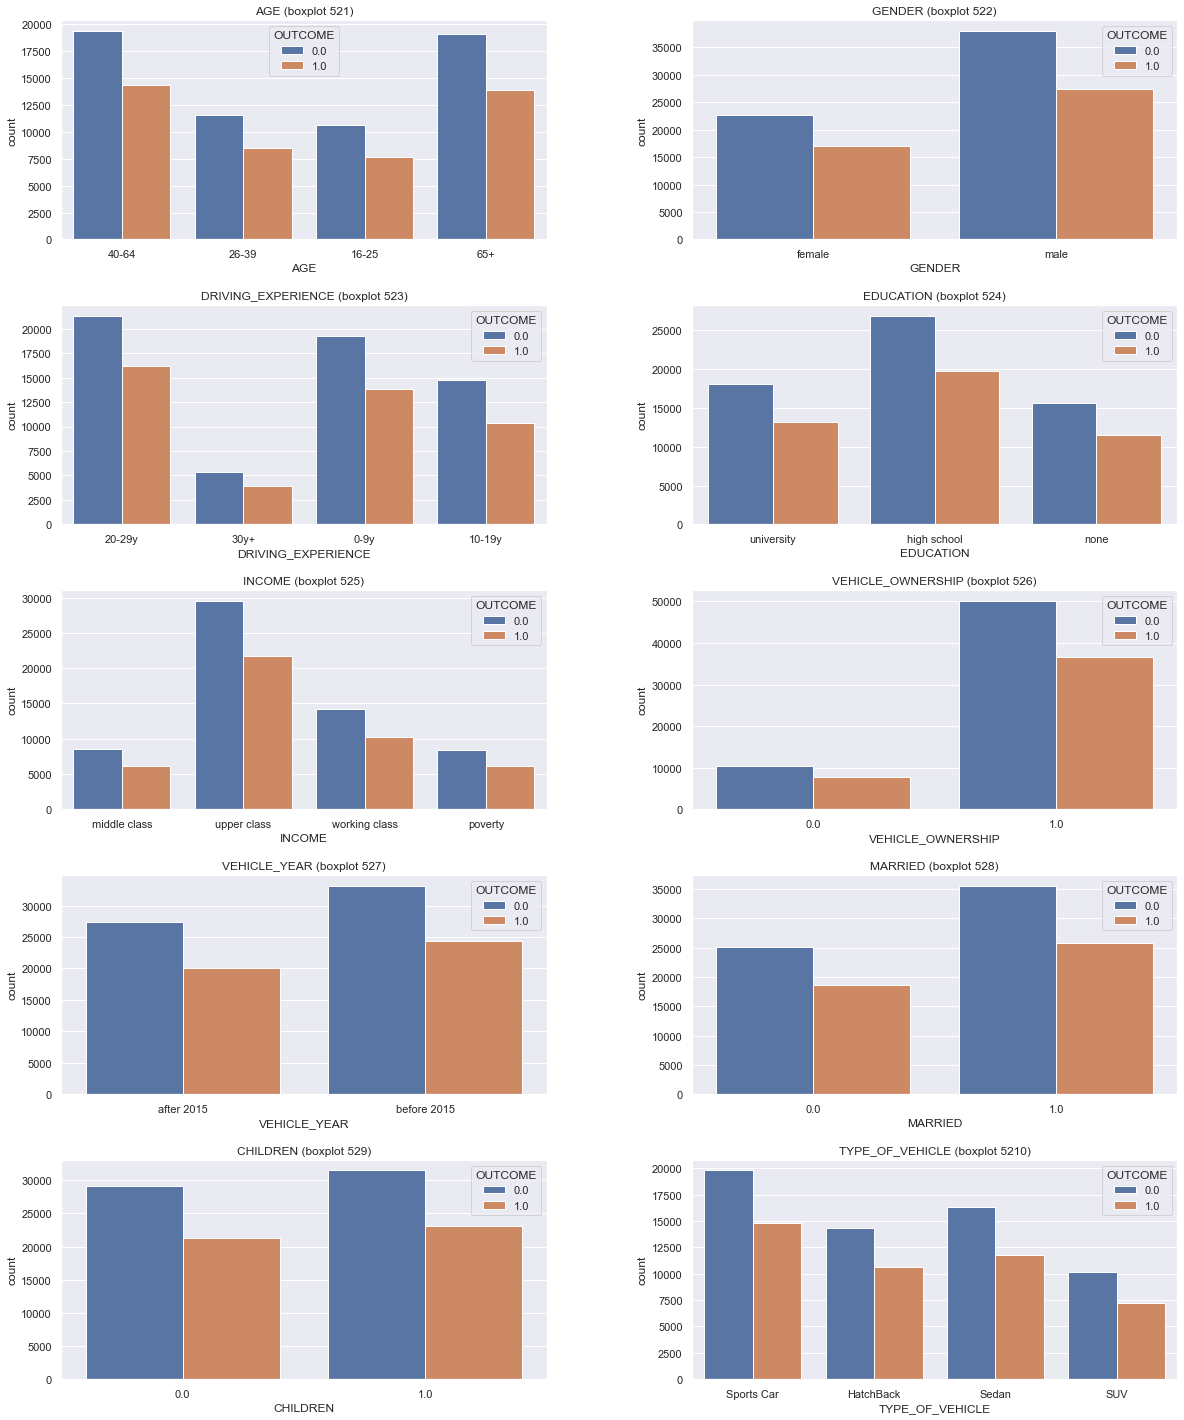 AGE (boxplot 521)
20000
17500
15000
12500
10000
7500
5000
2500
0
count
OUTCOME
0.0
1.0
40-64 26-39 16-25 65+
AGE
GENDER (boxplot 522)
35000
30000
25000
20000
15000
10000
5000
0
count
OUTCOME
0.0
1.0
female male
GENDER
DRIVING_EXPERIENCE (boxplot 523)
20000
17500
15000
12500
10000
7500
5000
2500
0
count
OUTCOME
0.0
1.0
20-29y 30y+ 0-9y 10-19y
DRIVING_EXPERIENCE
EDUCATION (boxplot 524)
25000
20000
15000
10000
5000
0
count
OUTCOME
0.0
1.0
university high school none
EDUCATION
INCOME (boxplot 525)
30000
25000
20000
15000
10000
5000
0
count
OUTCOME
0.0
1.0
middle class upper class working class poverty
INCOME
VEHICLE_OWNERSHIP (boxplot 526)
50000
40000
30000
20000
10000
0
count
OUTCOME
0.0
1.0
0.0 1.0
VEHICLE_OWNERSHIP
VEHICLE_YEAR (boxplot 527)
30000
25000
20000
15000
10000
5000
0
count
OUTCOME
0.0
1.0
after 2015 before 2015
VEHICLE_YEAR
MARRIED (boxplot 528)
35000
30000
25000
20000
15000
10000
5000
0
count
OUTCOME
0.0
1.0
0.0 1.0
MARRIED
CHILDREN (boxplot 529)
30000
25000
20000
15000
10000
5000
0
count
OUTCOME
0.0
1.0
0.0 1.0
CHILDREN
TYPE_OF_VEHICLE (boxplot 5210)
20000
17500
15000
12500
10000
7500
5000
2500
0
count
OUTCOME
0.0
1.0
Sports Car HatchBack Sedan SUV
TYPE_OF_VEHICLE